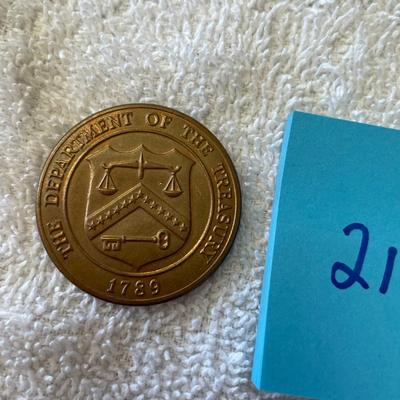 THE DEPARTMENT OF THE TREASURY
1789
21